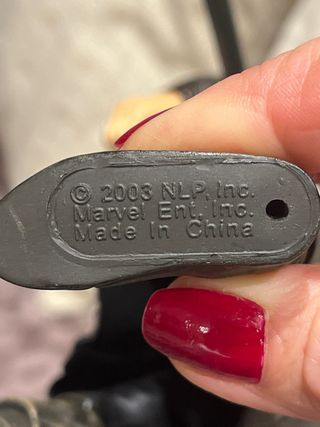 © 2003 NLP, Inc.
Marvel Ent, Inc.
Made In China